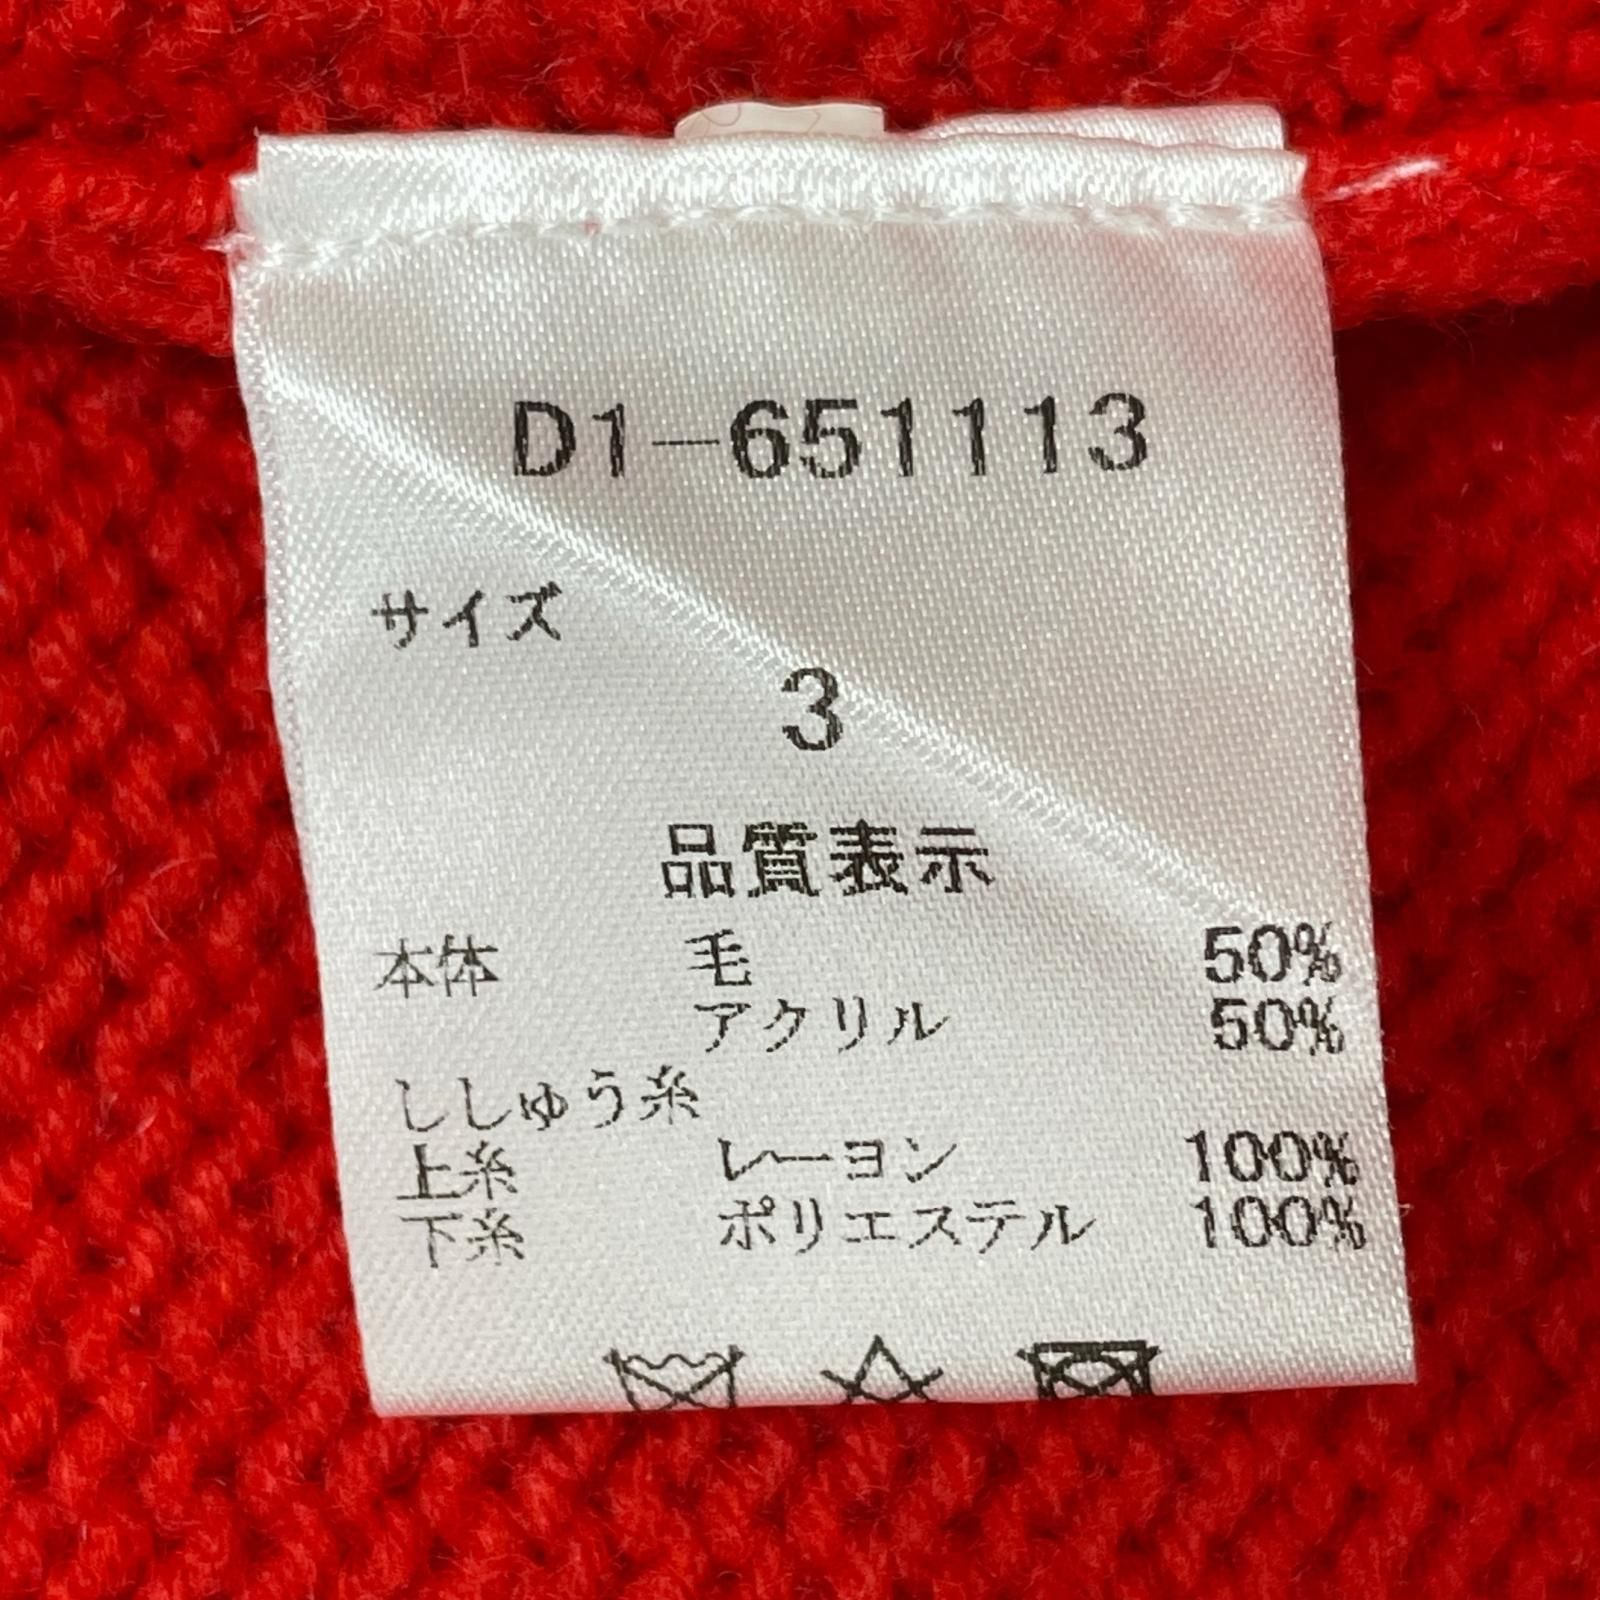 D1-651113
サイズ
3
品質表示
本体 毛 50%
アクリル 50%
ししゅう糸
上糸 レーヨン 100%
下糸 ポリエステル 100%